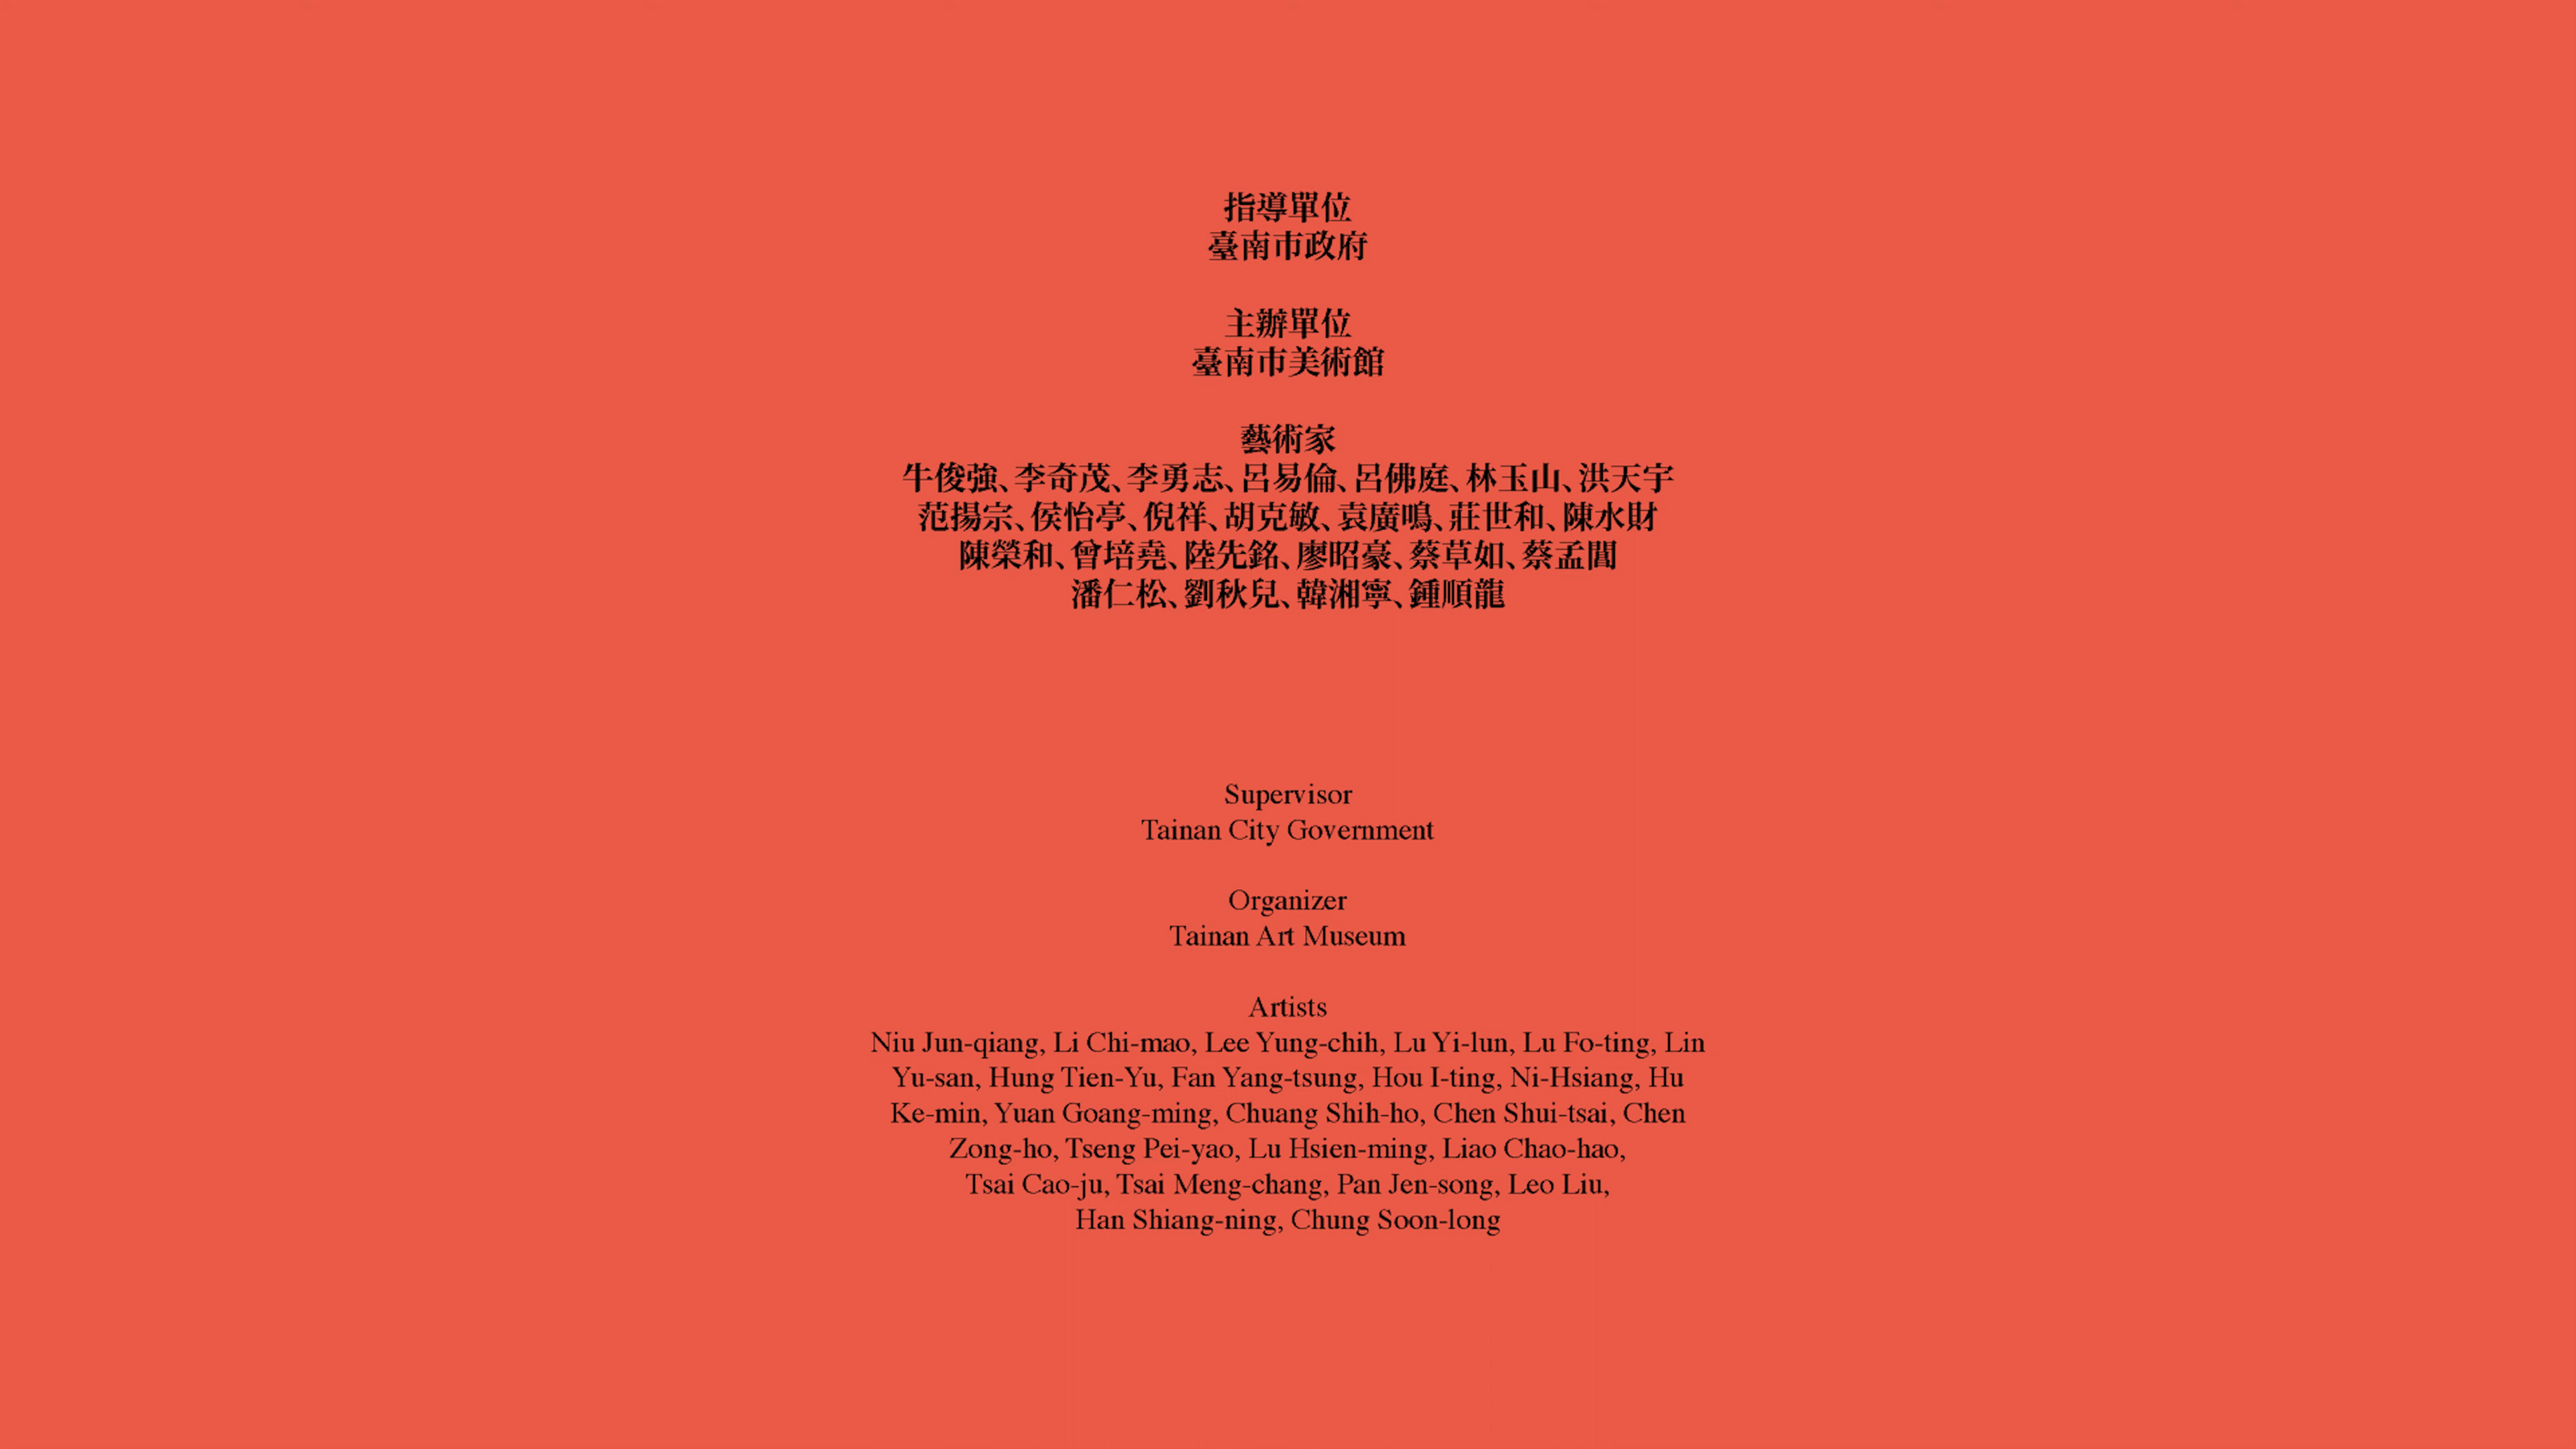 指導單位
臺南市政府
主辦單位
臺南市美術館
藝術家
牛俊強、李奇茂、李勇志、呂易倫、呂佛庭、林玉山、洪天宇
范揚宗、侯怡亭、倪祥、胡克敏、袁廣鳴、莊世和、陳水財
陳榮和、曾培堯、陸先銘、廖昭豪、蔡草如、蔡孟閶
潘仁松、劉秋兒、韓湘寧、鍾順龍
Supervisor
Tainan City Government
Organizer
Tainan Art Museum
Artists
Niu Jun-qiang, Li Chi-mao, Lee Yung-chih, Lu Yi-lun, Lu Fo-ting, Lin
Yu-san, Hung Tien-Yu, Fan Yang-tsung, Hou I-ting, Ni-Hsiang, Hu
Ke-min, Yuan Goang-ming, Chuang Shih-ho, Chen Shui-tsai, Chen
Zong-ho, Tseng Pei-yao, Lu Hsien-ming, Liao Chao-hao,
Tsai Cao-ju, Tsai Meng-chang, Pan Jen-song, Leo Liu,
Han Shiang-ning, Chung Soon-long